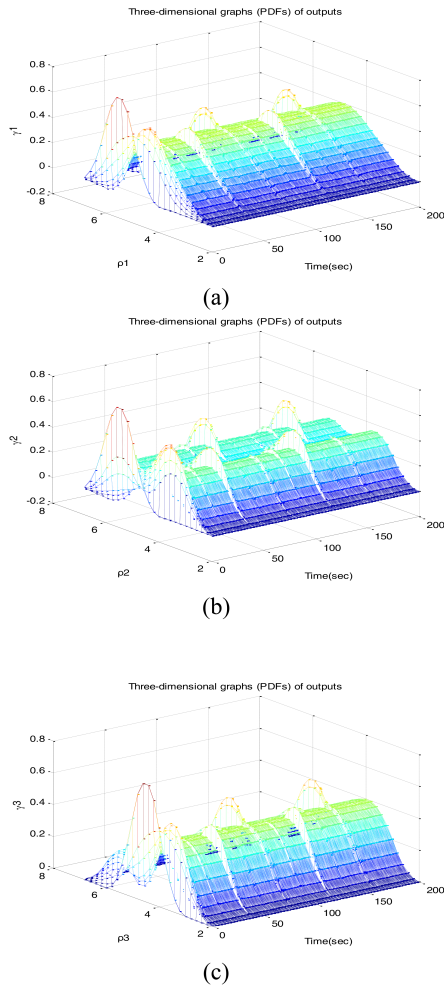 Three-dimensional graphs (PDFs) of outputs
0.8
0.6
0.4
0.2
0
-0.2
γ1
8
6
4
2
ρ1
0
50
100
150
200
Time(sec)
(a)
Three-dimensional graphs (PDFs) of outputs
0.8
0.6
0.4
0.2
0
-0.2
γ2
8
6
4
2
ρ2
0
50
100
150
200
Time(sec)
(b)
Three-dimensional graphs (PDFs) of outputs
0.8
0.6
0.4
0.2
0
γ3
8
6
4
2
ρ3
0
50
100
150
200
Time(sec)
(c)